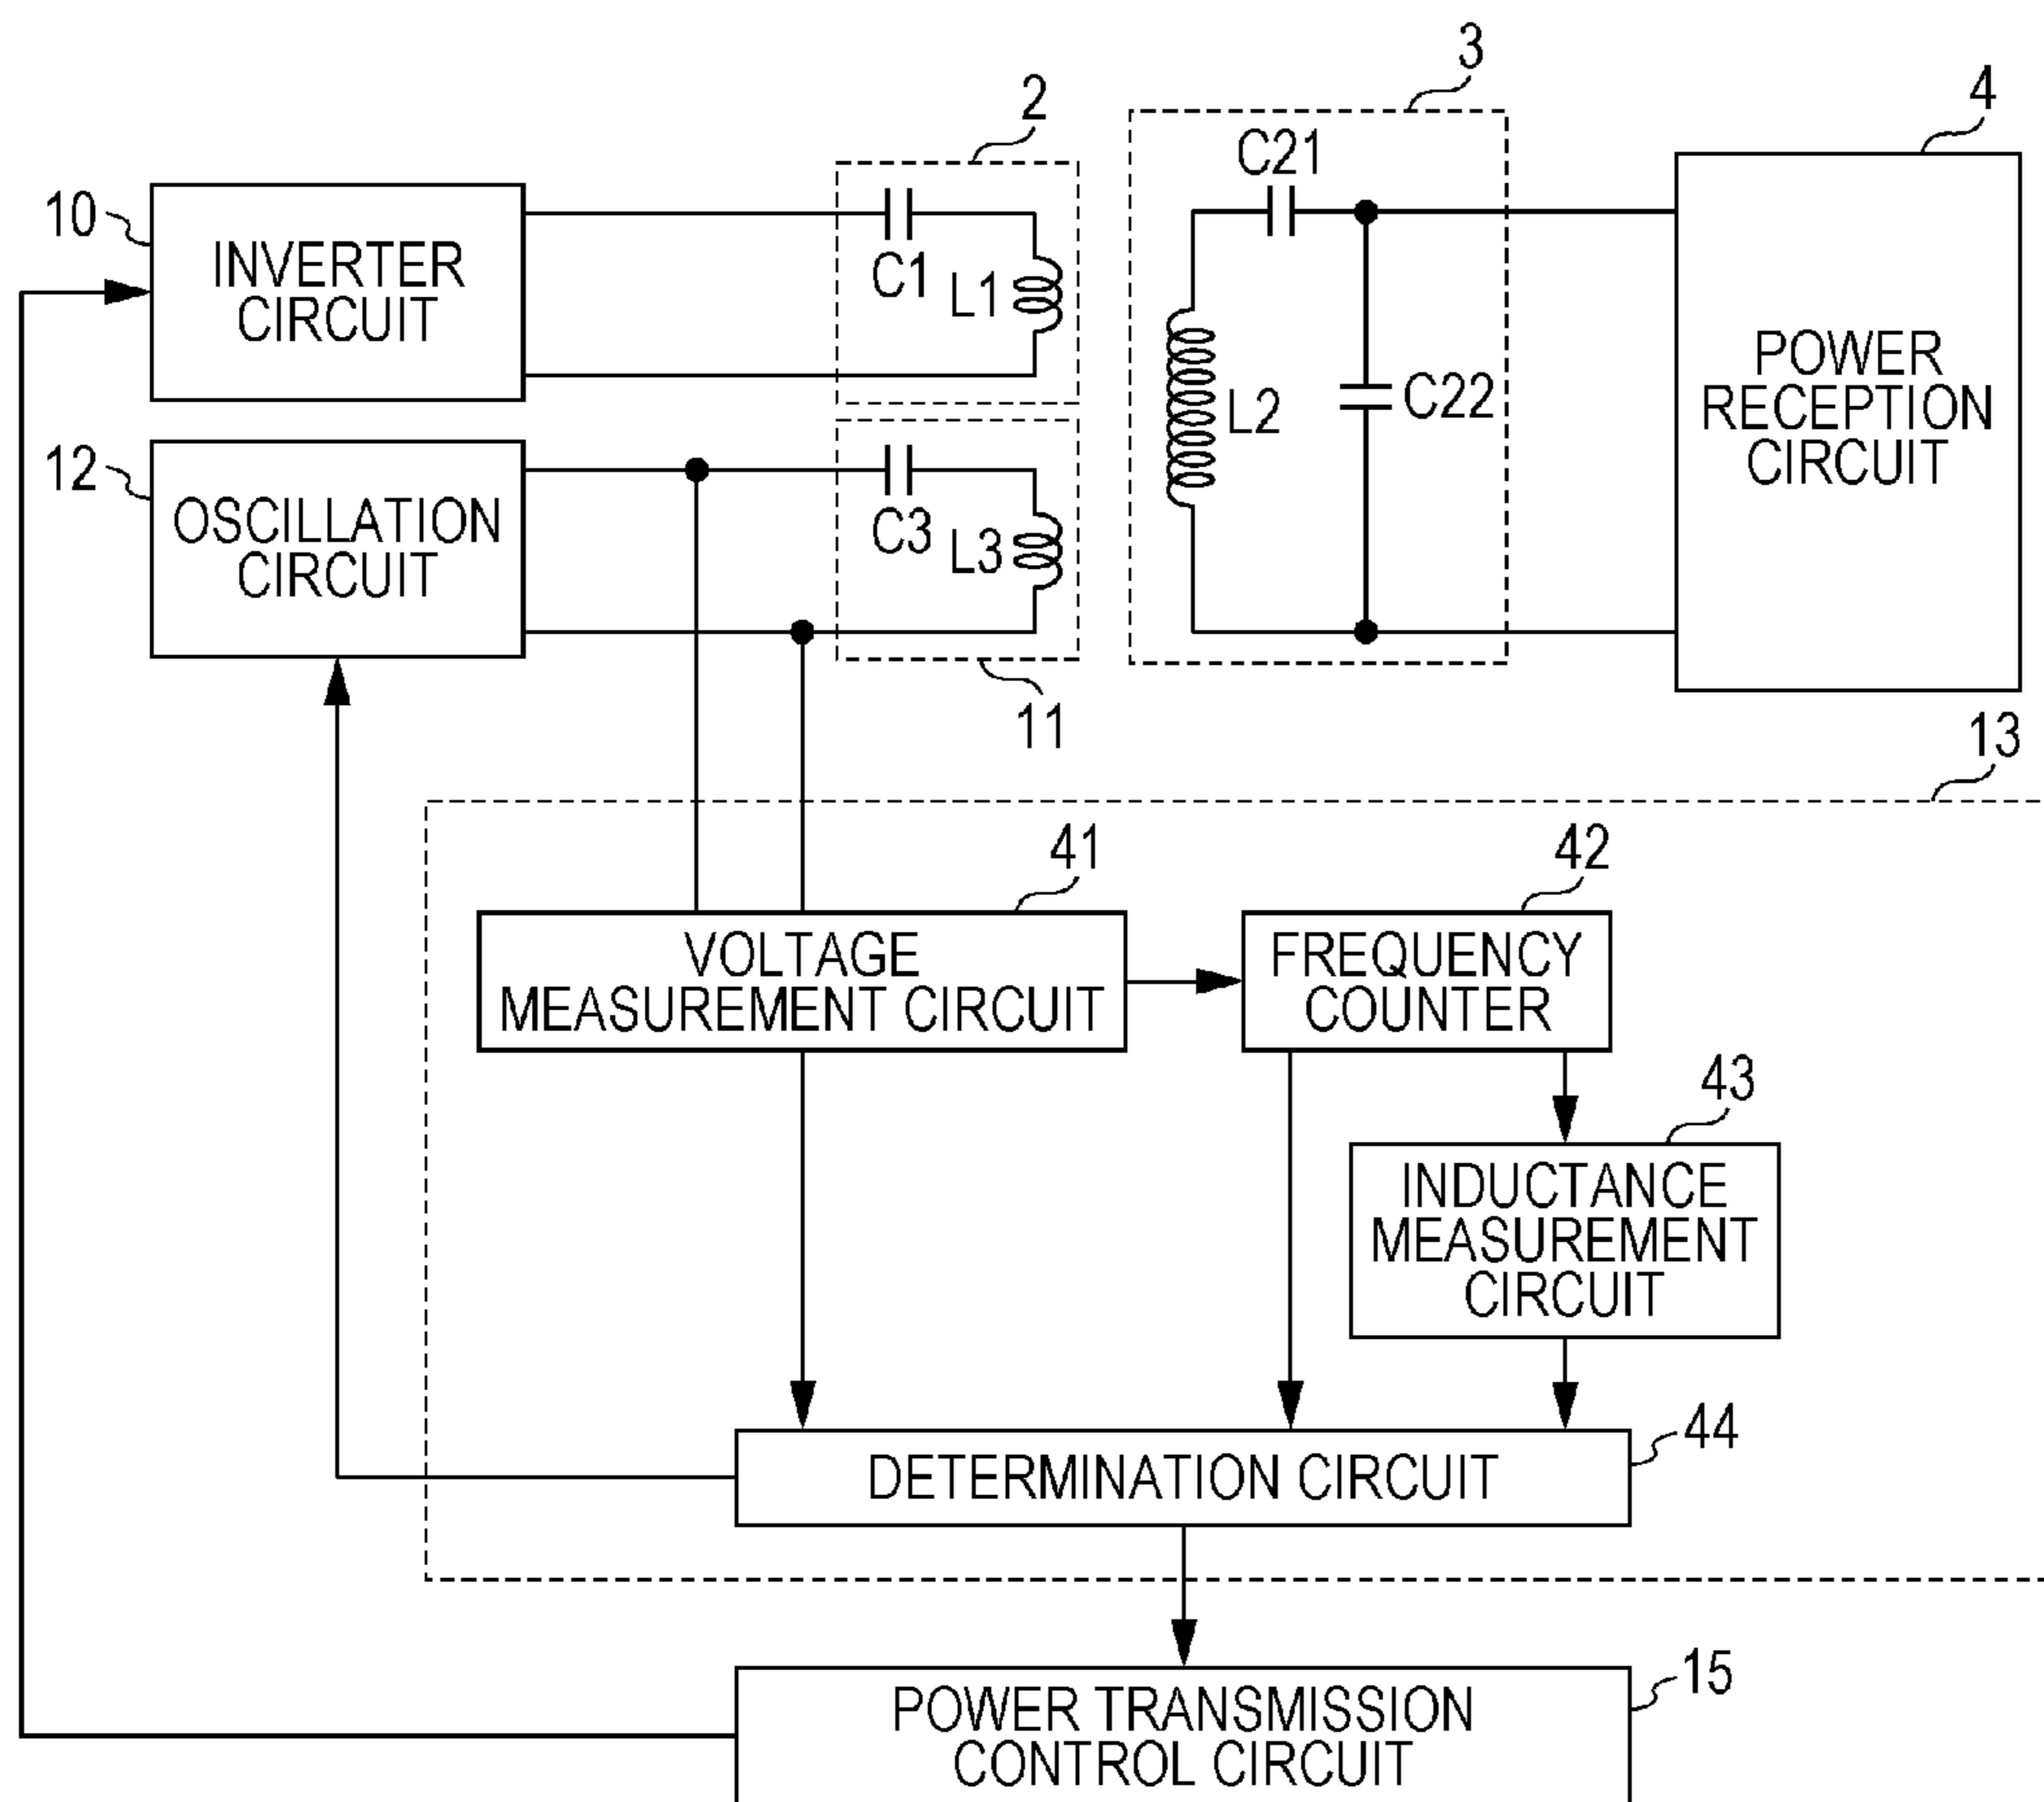 3
4
2
C21
10
INVERTER
CIRCUIT
C1
L1
POWER
RECEPTION
CIRCUIT
L2
C22
12
OSCILLATION
CIRCUIT
C3
L3
11
13
41
42
VOLTAGE
MEASUREMENT CIRCUIT
FREQUENCY
COUNTER
43
INDUCTANCE
MEASUREMENT
CIRCUIT
44
DETERMINATION CIRCUIT
15
POWER TRANSMISSION
CONTROL CIRCUIT